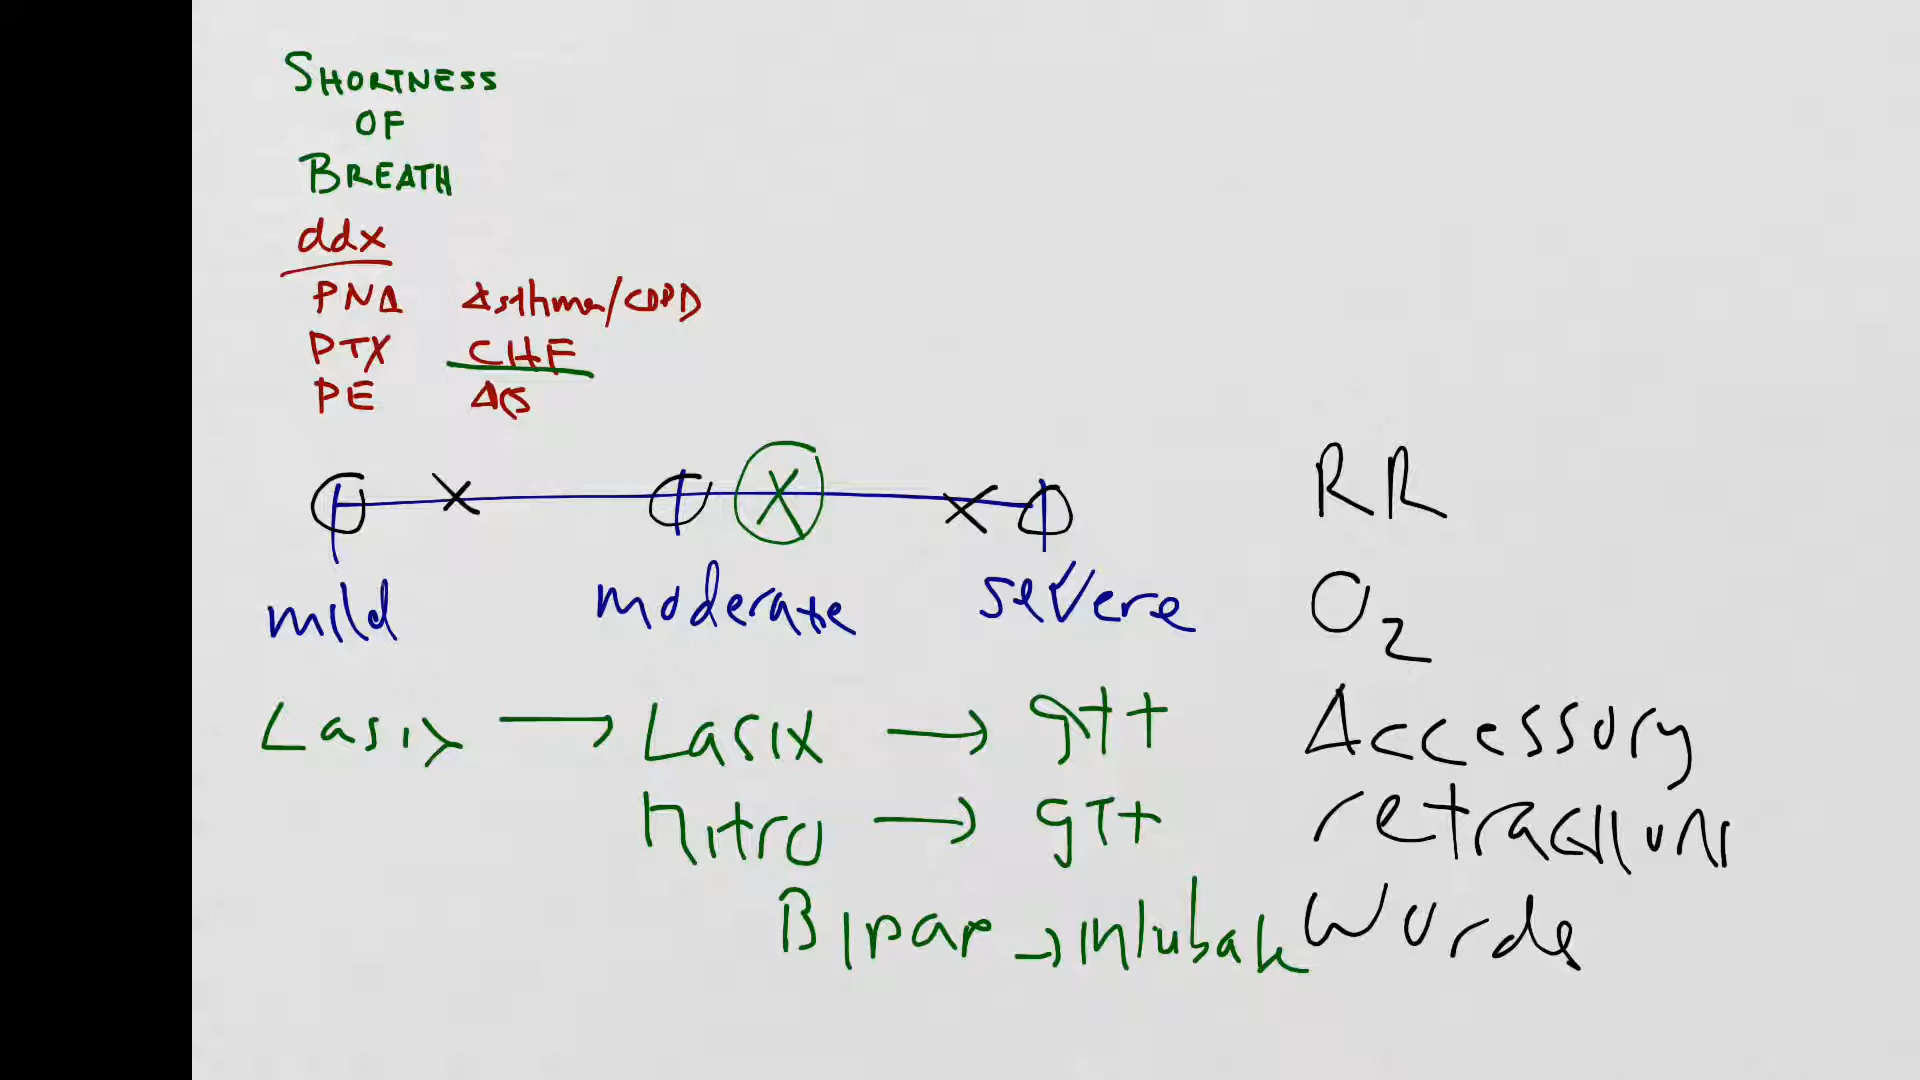 SHORTNESS
OF
BREATH
ddx
PNA Asthma/COPD
PTX CHF
PE ACS
mild moderate severe
Lasix → Lasix → gtt
Nitro → gtt
Bipap → intubate
RR
O2
Accessory
retractions
Words